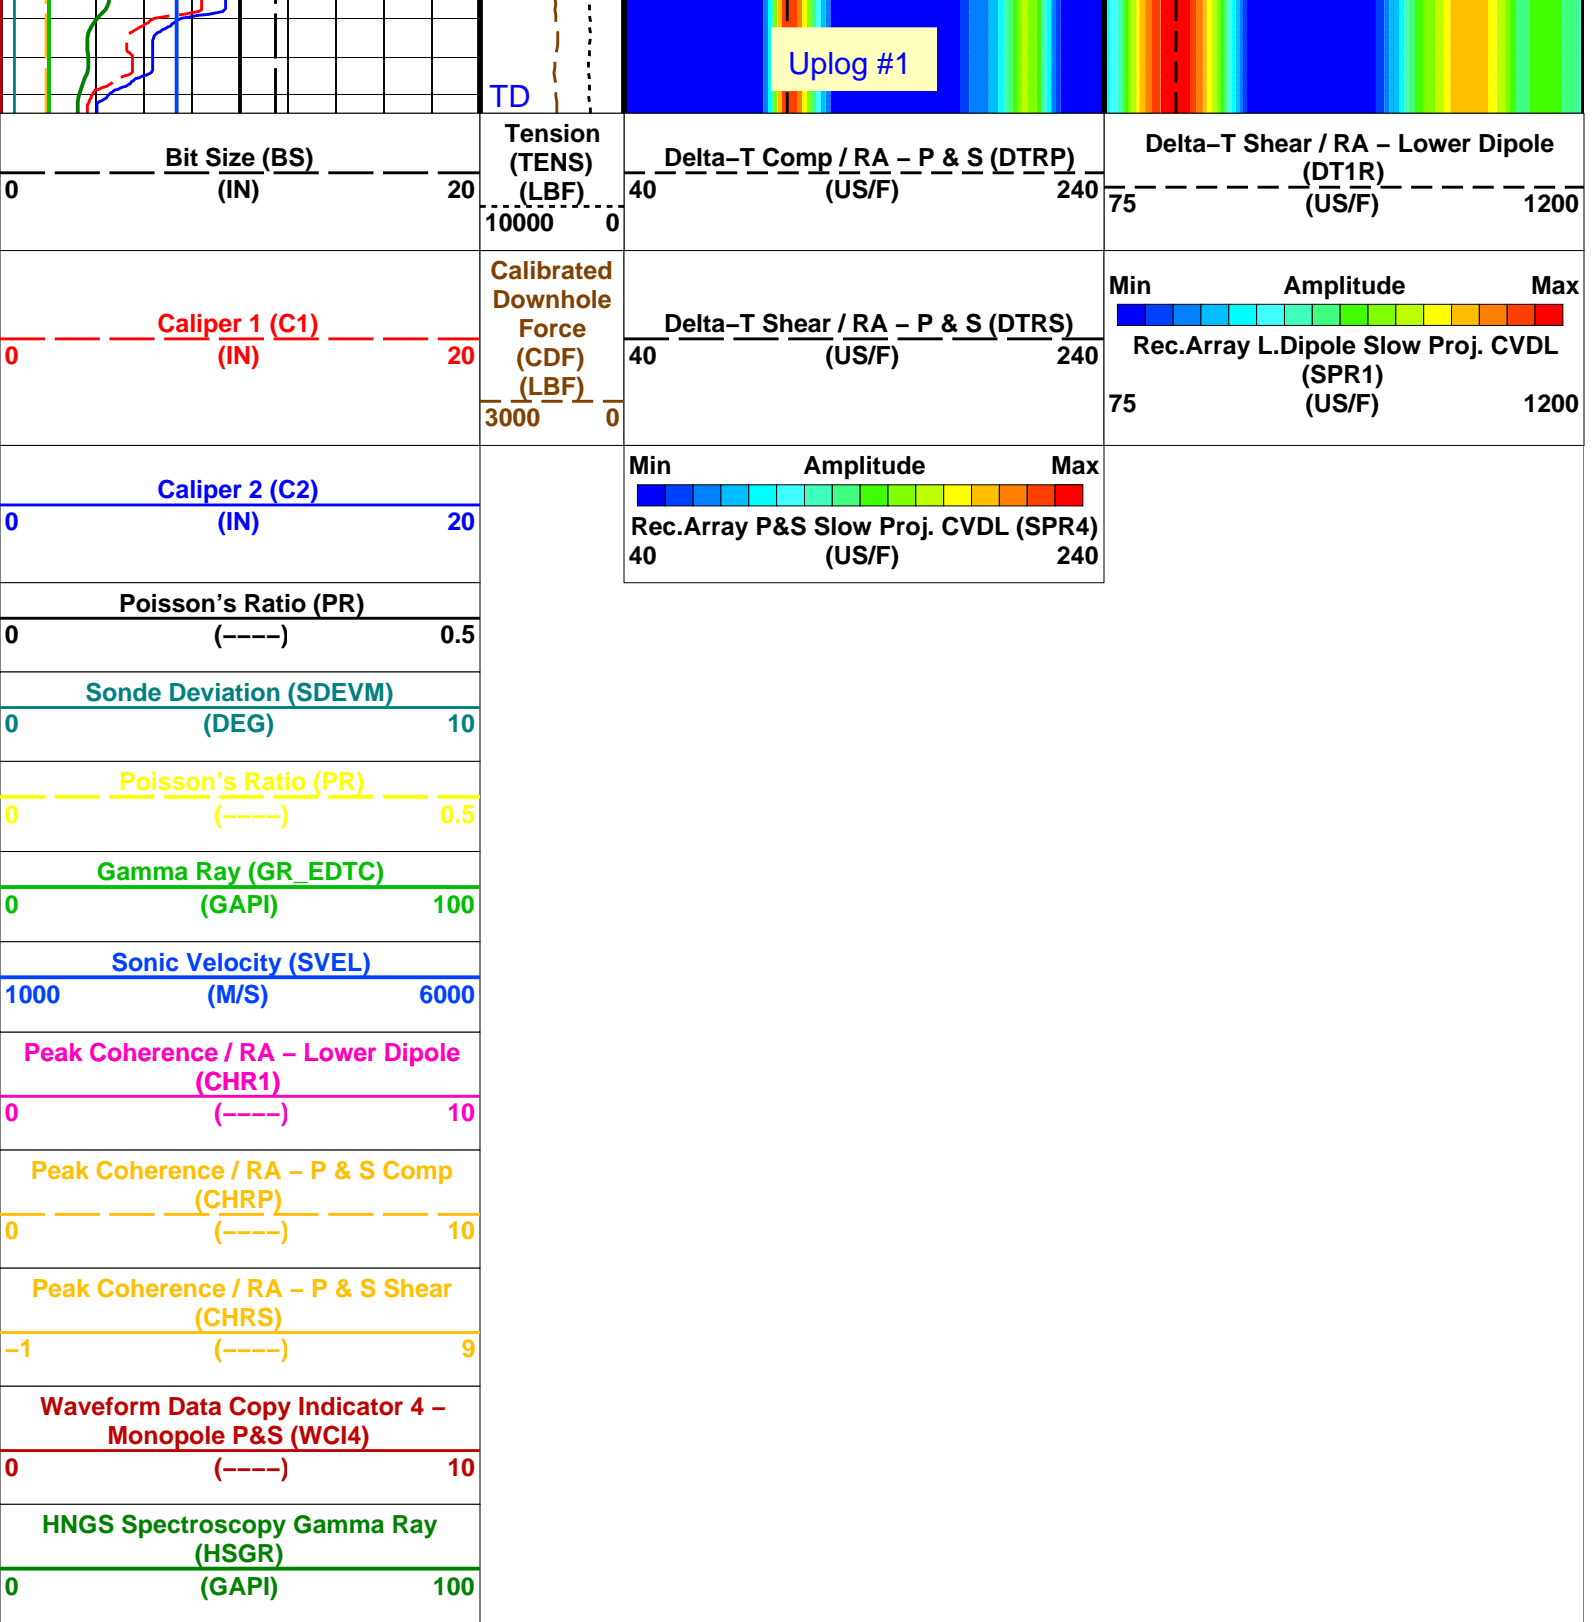 Uplog #1
TD
Bit Size (BS)
0 (IN) 20
Tension
(TENS)
(LBF)
10000 0
Delta–T Comp / RA – P & S (DTRP)
40 (US/F) 240
Delta–T Shear / RA – Lower Dipole
(DT1R)
75 (US/F) 1200
Caliper 1 (C1)
0 (IN) 20
Calibrated
Downhole
Force
(CDF)
(LBF)
3000 0
Delta–T Shear / RA – P & S (DTRS)
40 (US/F) 240
Min Amplitude Max
Rec.Array L.Dipole Slow Proj. CVDL
(SPR1)
75 (US/F) 1200
Caliper 2 (C2)
0 (IN) 20
Min Amplitude Max
Rec.Array P&S Slow Proj. CVDL (SPR4)
40 (US/F) 240
Poisson's Ratio (PR)
0 (––––) 0.5
Sonde Deviation (SDEVM)
0 (DEG) 10
Poisson's Ratio (PR)
0 (––––) 0.5
Gamma Ray (GR_EDTC)
0 (GAPI) 100
Sonic Velocity (SVEL)
1000 (M/S) 6000
Peak Coherence / RA – Lower Dipole
(CHR1)
0 (––––) 10
Peak Coherence / RA – P & S Comp
(CHRP)
0 (––––) 10
Peak Coherence / RA – P & S Shear
(CHRS)
–1 (––––) 9
Waveform Data Copy Indicator 4 –
Monopole P&S (WCI4)
0 (––––) 10
HNGS Spectroscopy Gamma Ray
(HSGR)
0 (GAPI) 100